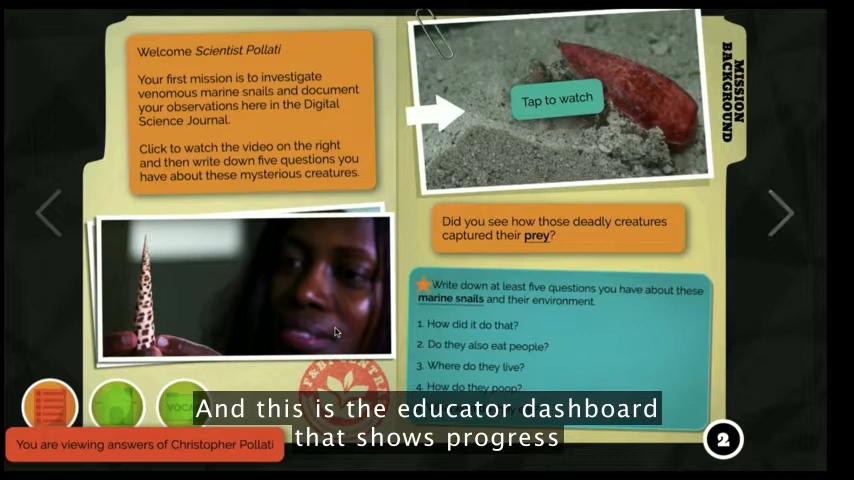 Welcome Scientist Pollati
Your first mission is to investigate
venomous marine snails and document
your observations here in the Digital
Science Journal.
Click to watch the video on the right
and then write down five questions you
have about these mysterious creatures.
Tap to watch
MISSION
BACKGROUND
Did you see how those deadly creatures
captured their prey?
Write down at least five questions you have about these
marine snails and their environment.
1. How did it do that?
2. Do they also eat people?
3. Where do they live?
4. How do they poop?
VOCAB
And this is the educator dashboard
that shows progress
You are viewing answers of Christopher Pollati
2